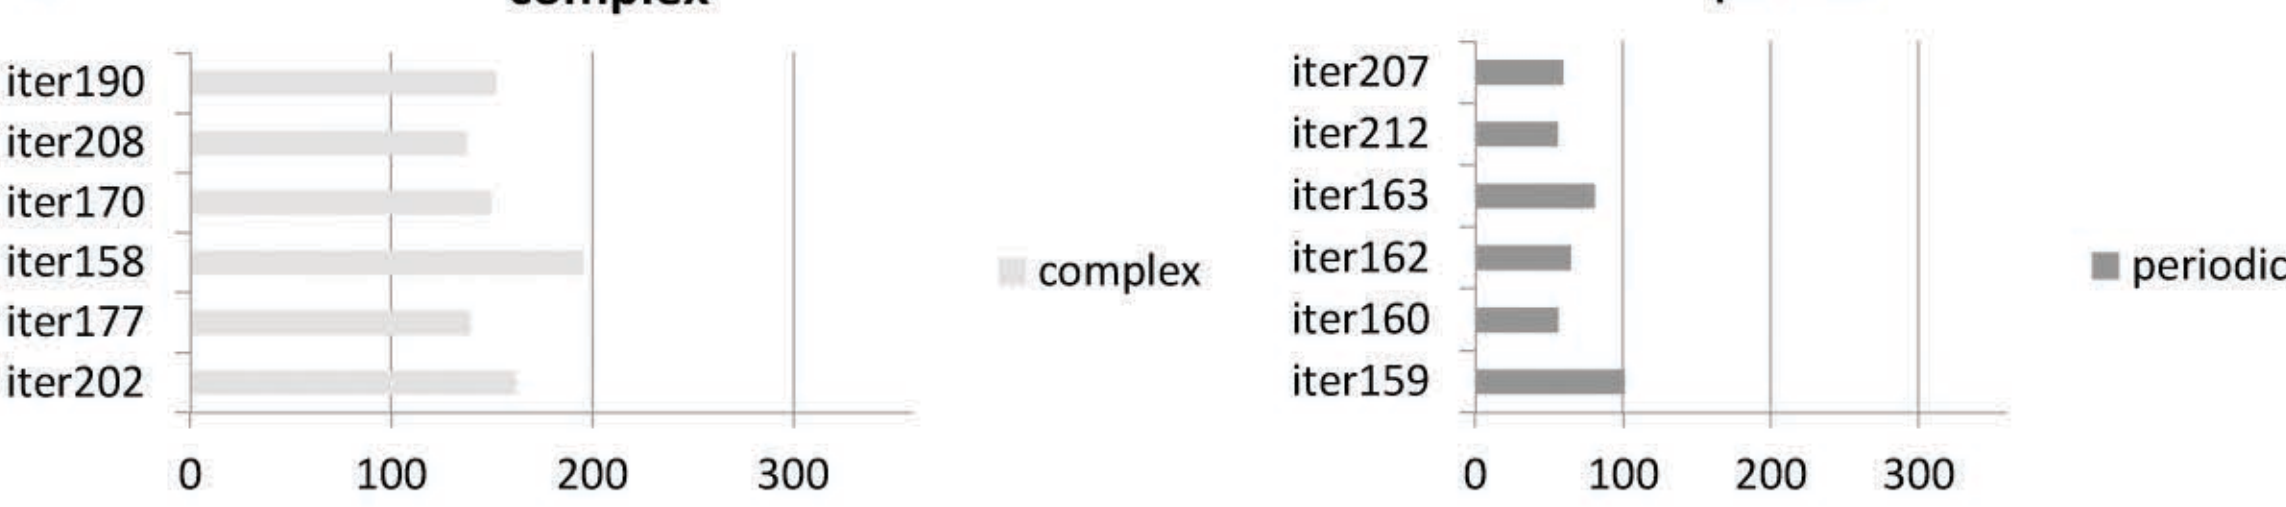 complex
iter190
iter208
iter170
iter158
iter177
iter202
0 100 200 300
complex
iter207
iter212
iter163
iter162
iter160
iter159
0 100 200 300
periodic